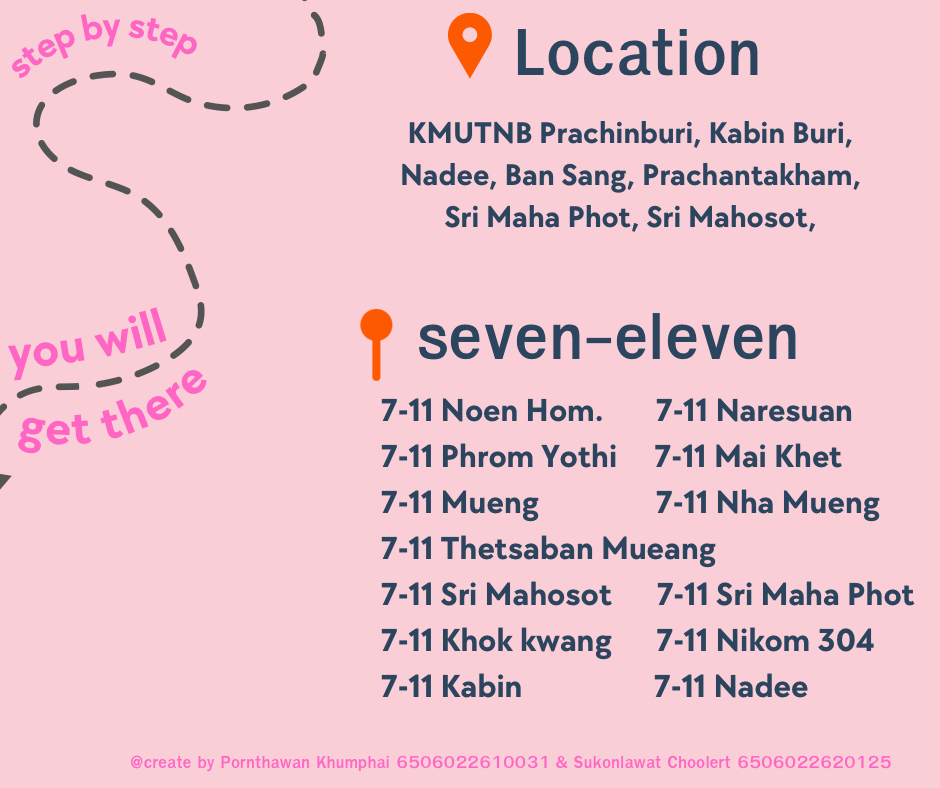 step by step
Location
KMUTNB Prachinburi, Kabin Buri,
Nadee, Ban Sang, Prachantakham,
Sri Maha Phot, Sri Mahosot,
you will
get there
seven-eleven
7-11 Noen Hom. 7-11 Naresuan
7-11 Phrom Yothi 7-11 Mai Khet
7-11 Mueng 7-11 Nha Mueng
7-11 Thetsaban Mueang
7-11 Sri Mahosot 7-11 Sri Maha Phot
7-11 Khok kwang 7-11 Nikom 304
7-11 Kabin 7-11 Nadee
@create by Pornthawan Khumphai 6506022610031 & Sukonlawat Choolert 6506022620125